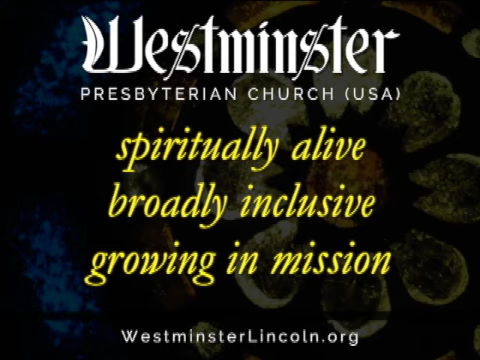 Westminster
PRESBYTERIAN CHURCH (USA)
spiritually alive
broadly inclusive
growing in mission
WestminsterLincoln.org